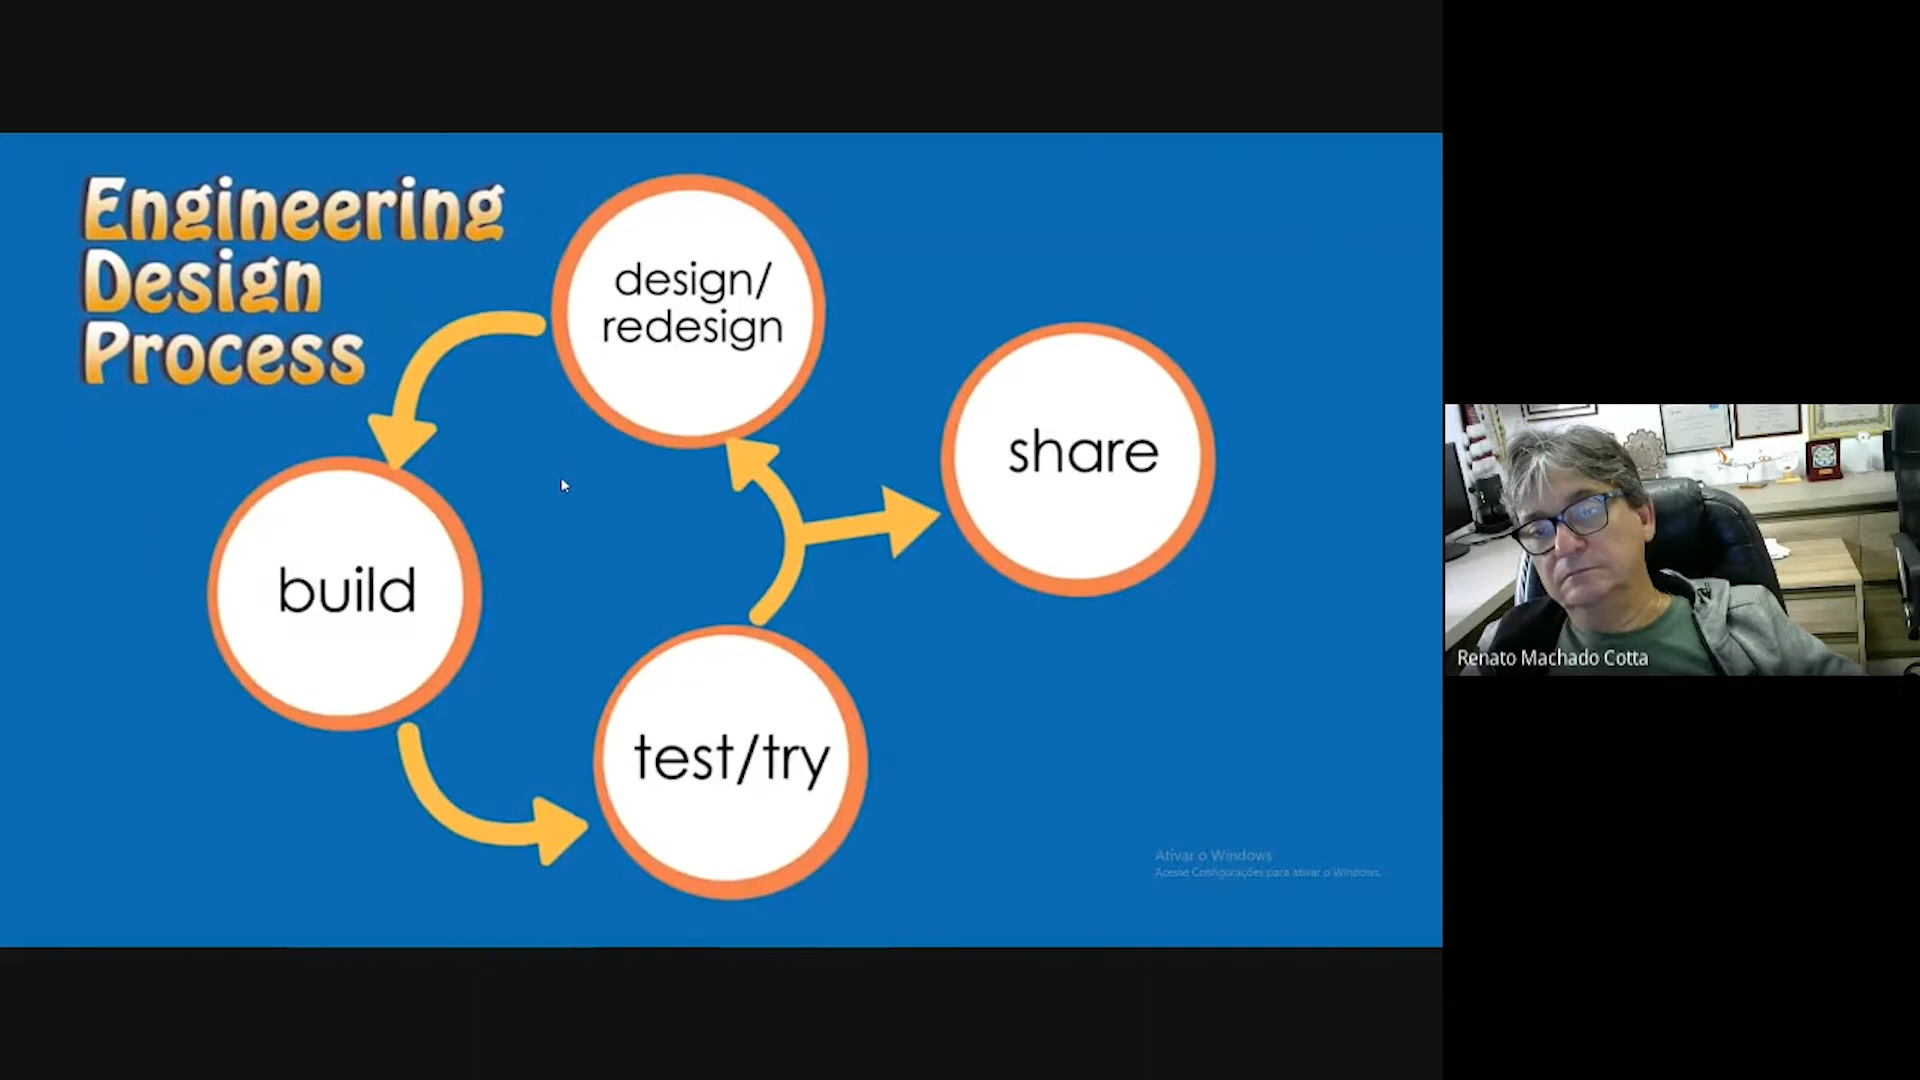 Engineering
Design
Process
design/
redesign
share
build
test/try
Renato Machado Cotta
Ativar o Windows
Acesse Configurações para ativar o Windows.